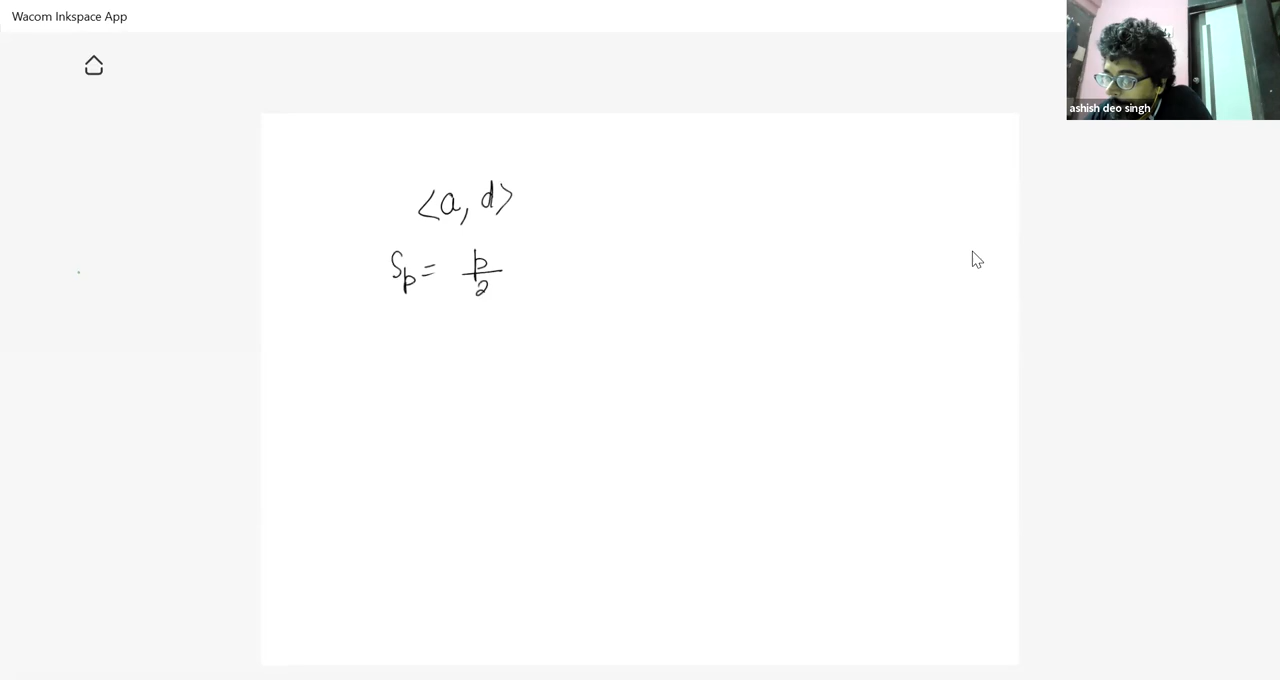 Wacom Inkspace App
ashish deo singh
<a, d>
Sp = p/2